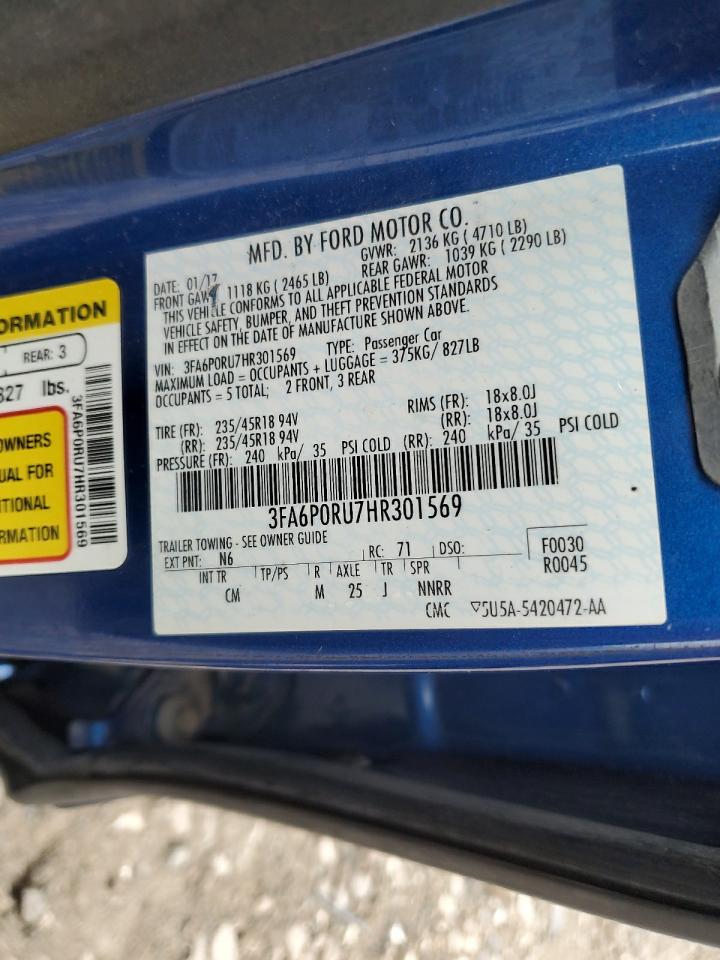 MFD. BY FORD MOTOR CO.
DATE: 01/17 GVWR: 2136 KG ( 4710 LB)
FRONT GAWR 1118 KG ( 2465 LB) REAR GAWR: 1039 KG ( 2290 LB)
THIS VEHICLE CONFORMS TO ALL APPLICABLE FEDERAL MOTOR
VEHICLE SAFETY, BUMPER, AND THEFT PREVENTION STANDARDS
IN EFFECT ON THE DATE OF MANUFACTURE SHOWN ABOVE.
VIN: 3FA6P0RU7HR301569 TYPE: Passenger Car
MAXIMUM LOAD = OCCUPANTS + LUGGAGE = 375KG/ 827LB
OCCUPANTS = 5 TOTAL; 2 FRONT, 3 REAR
TIRE (FR): 235/45R18 94V RIMS (FR): 18x8.0J
(RR): 235/45R18 94V (RR): 18x8.0J
PRESSURE (FR): 240 kPa/ 35 PSI COLD (RR): 240 kPa/ 35 PSI COLD
3FA6P0RU7HR301569
TRAILER TOWING - SEE OWNER GUIDE
EXT PNT: N6 RC: 71 DSO: F0030
R0045
INT TR TP/PS R AXLE TR SPR
CM M 25 J NNRR
CMC ▽5U5A-5420472-AA
ORMATION
REAR: 3
827 lbs.
OWNERS
UAL FOR
ITIONAL
ORMATION
3FA6P0RU7HR301569